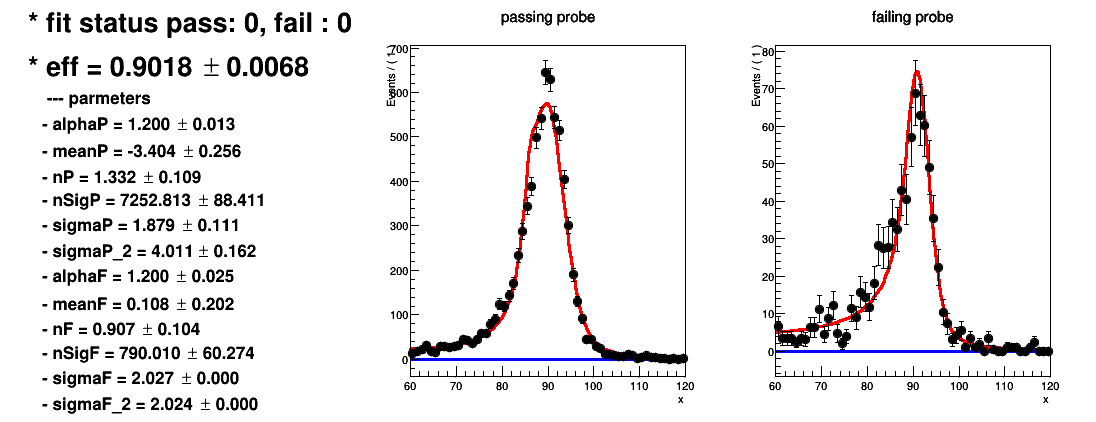 * fit status pass: 0, fail : 0
* eff = 0.9018 ± 0.0068
--- parmeters
- alphaP = 1.200 ± 0.013
- meanP = -3.404 ± 0.256
- nP = 1.332 ± 0.109
- nSigP = 7252.813 ± 88.411
- sigmaP = 1.879 ± 0.111
- sigmaP_2 = 4.011 ± 0.162
- alphaF = 1.200 ± 0.025
- meanF = 0.108 ± 0.202
- nF = 0.907 ± 0.104
- nSigF = 790.010 ± 60.274
- sigmaF = 2.027 ± 0.000
- sigmaF_2 = 2.024 ± 0.000
passing probe
Events / ( 1 )
700
600
500
400
300
200
100
0
60 70 80 90 100 110 120
x
failing probe
Events / ( 1 )
80
70
60
50
40
30
20
10
0
60 70 80 90 100 110 120
x